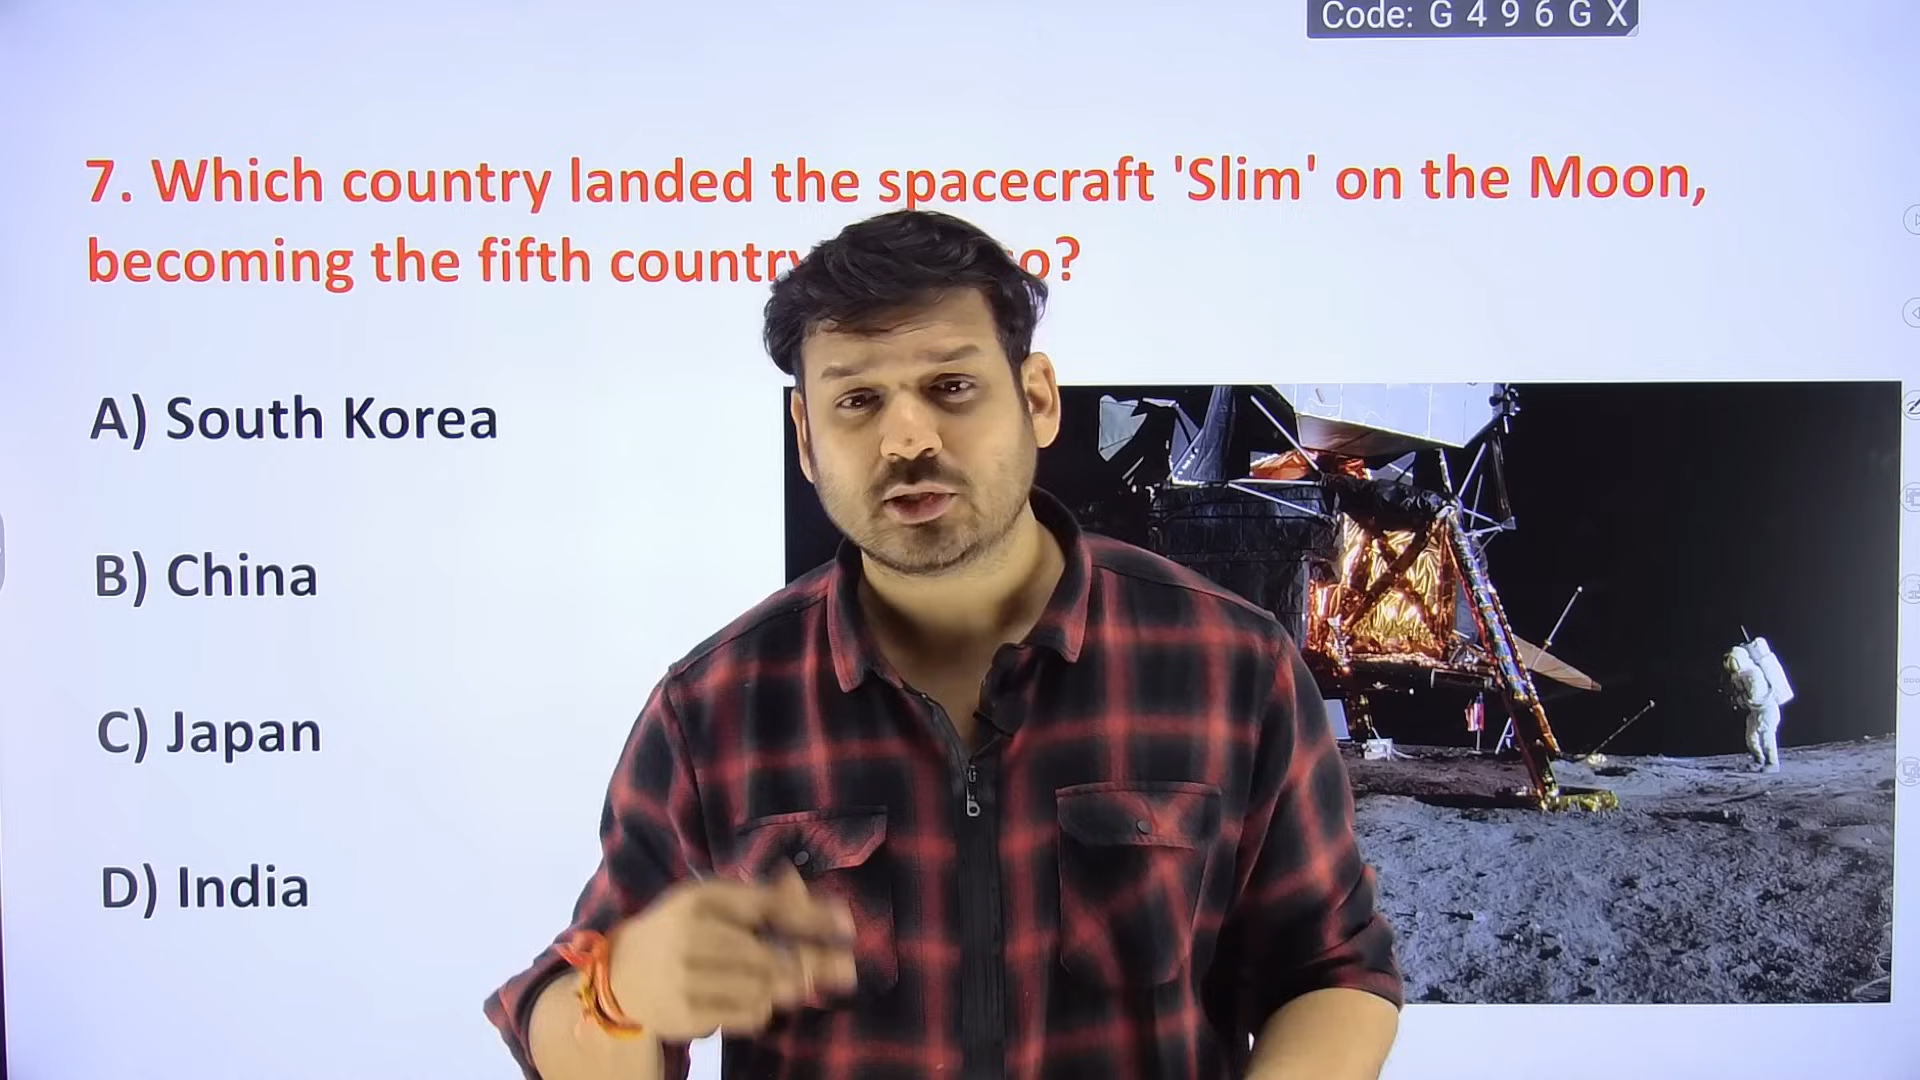 Code: G 4 9 6 G X
7. Which country landed the spacecraft 'Slim' on the Moon,
becoming the fifth country so?
A) South Korea
B) China
C) Japan
D) India